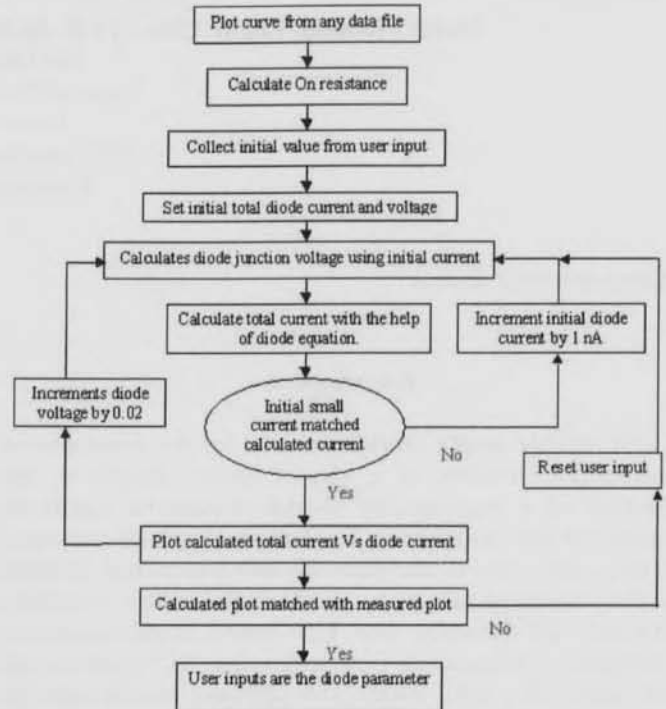 Plot curve from any data file
Calculate On resistance
Collect initial value from user input
Set initial total diode current and voltage
Calculates diode junction voltage using initial current
Calculate total current with the help
of diode equation.
Increment initial diode
current by 1 nA
Increments diode
voltage by 0.02
Initial small
current matched
calculated current
No
Reset user input
Yes
Plot calculated total current Vs diode current
Calculated plot matched with measured plot
No
Yes
User inputs are the diode parameter